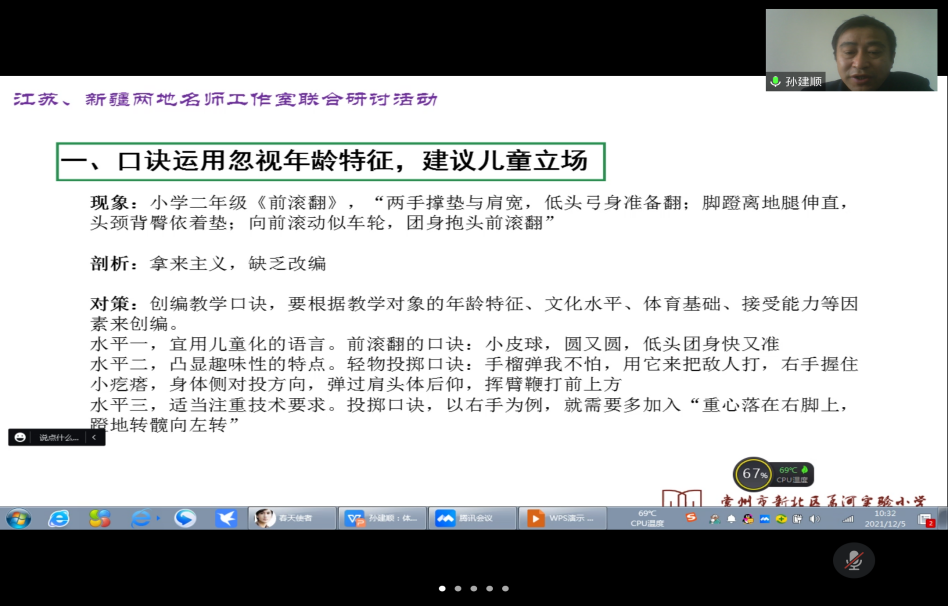 孙建顺
江苏、新疆两地名师工作室联合研讨活动
一、口诀运用忽视年龄特征，建议儿童立场
现象：小学二年级《前滚翻》，“两手撑垫与肩宽，低头弓身准备翻；脚蹬离地腿伸直，
头颈背臀依着垫；向前滚动似车轮，团身抱头前滚翻”
剖析：拿来主义，缺乏改编
对策：创编教学口诀，要根据教学对象的年龄特征、文化水平、体育基础、接受能力等因
素来创编。
水平一，宜用儿童化的语言。前滚翻的口诀：小皮球，圆又圆，低头团身快又准
水平二，凸显趣味性的特点。轻物投掷口诀：手榴弹我不怕，用它来把敌人打，右手握住
小疙瘩，身体侧对投方向，弹过肩头体后仰，挥臂鞭打前上方
水平三，适当注重技术要求。投掷口诀，以右手为例，就需要多加入“重心落在右脚上，
蹬地转髋向左转”
说点什么...
67%
69℃
CPU温度
常州市新北区百河实验小学
春天使者
孙建顺：体...
腾讯会议
WPS演示 ...
69℃
CPU温度
10:32
2021/12/5
2